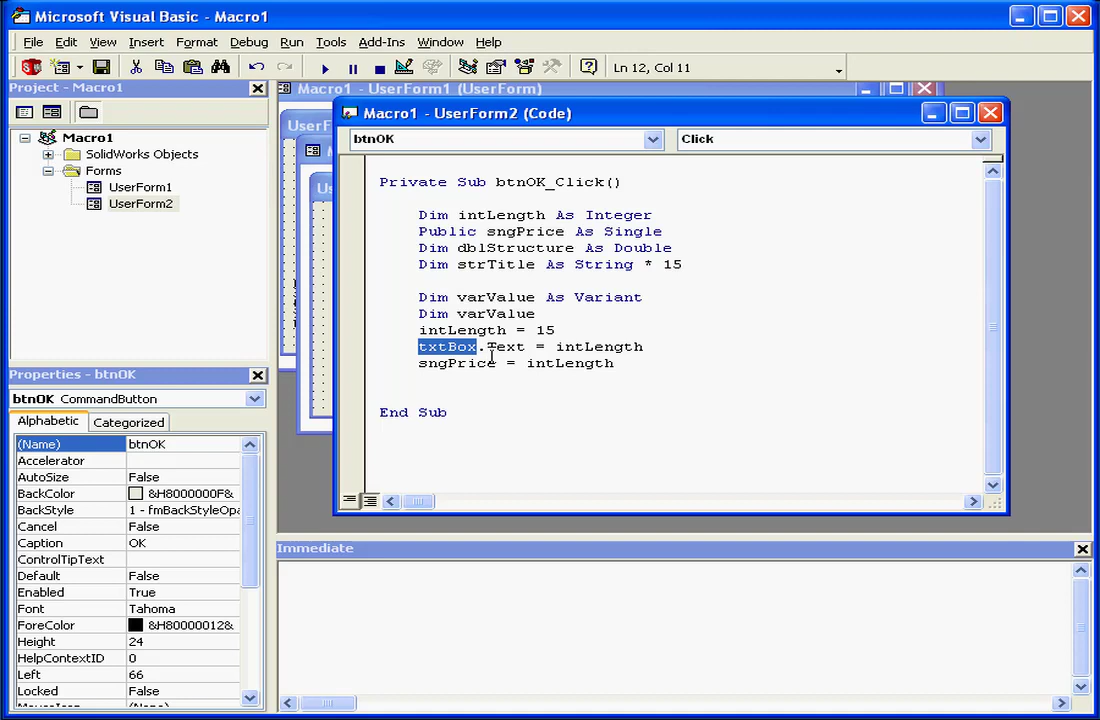 Microsoft Visual Basic - Macro1
File Edit View Insert Format Debug Run Tools Add-Ins Window Help
Ln 12, Col 11
Project - Macro1
Macro1
SolidWorks Objects
Forms
UserForm1
UserForm2
Macro1 - UserForm1 (UserForm)
UserF
Macro1 - UserForm2 (Code)
btnOK
Click
Private Sub btnOK_Click()
Dim intLength As Integer
Public sngPrice As Single
Dim dblStructure As Double
Dim strTitle As String * 15
Dim varValue As Variant
Dim varValue
intLength = 15
txtBox.Text = intLength
sngPrice = intLength
End Sub
Properties - btnOK
btnOK CommandButton
Alphabetic Categorized
(Name) btnOK
Accelerator
AutoSize False
BackColor &H8000000F&
BackStyle 1 - fmBackStyleOpa
Cancel False
Caption OK
ControlTipText
Default False
Enabled True
Font Tahoma
ForeColor &H80000012&
Height 24
HelpContextID 0
Left 66
Locked False
MouseIcon (None)
Immediate